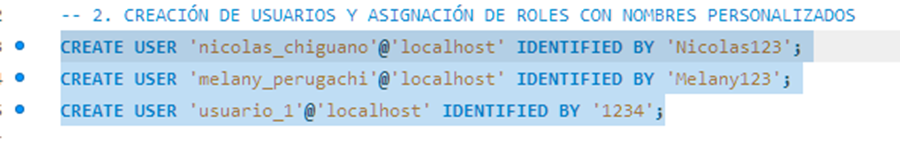 -- 2. CREACIÓN DE USUARIOS Y ASIGNACIÓN DE ROLES CON NOMBRES PERSONALIZADOS
CREATE USER 'nicolas_chiguano'@'localhost' IDENTIFIED BY 'Nicolas123';
CREATE USER 'melany_perugachi'@'localhost' IDENTIFIED BY 'Melany123';
CREATE USER 'usuario_1'@'localhost' IDENTIFIED BY '1234';